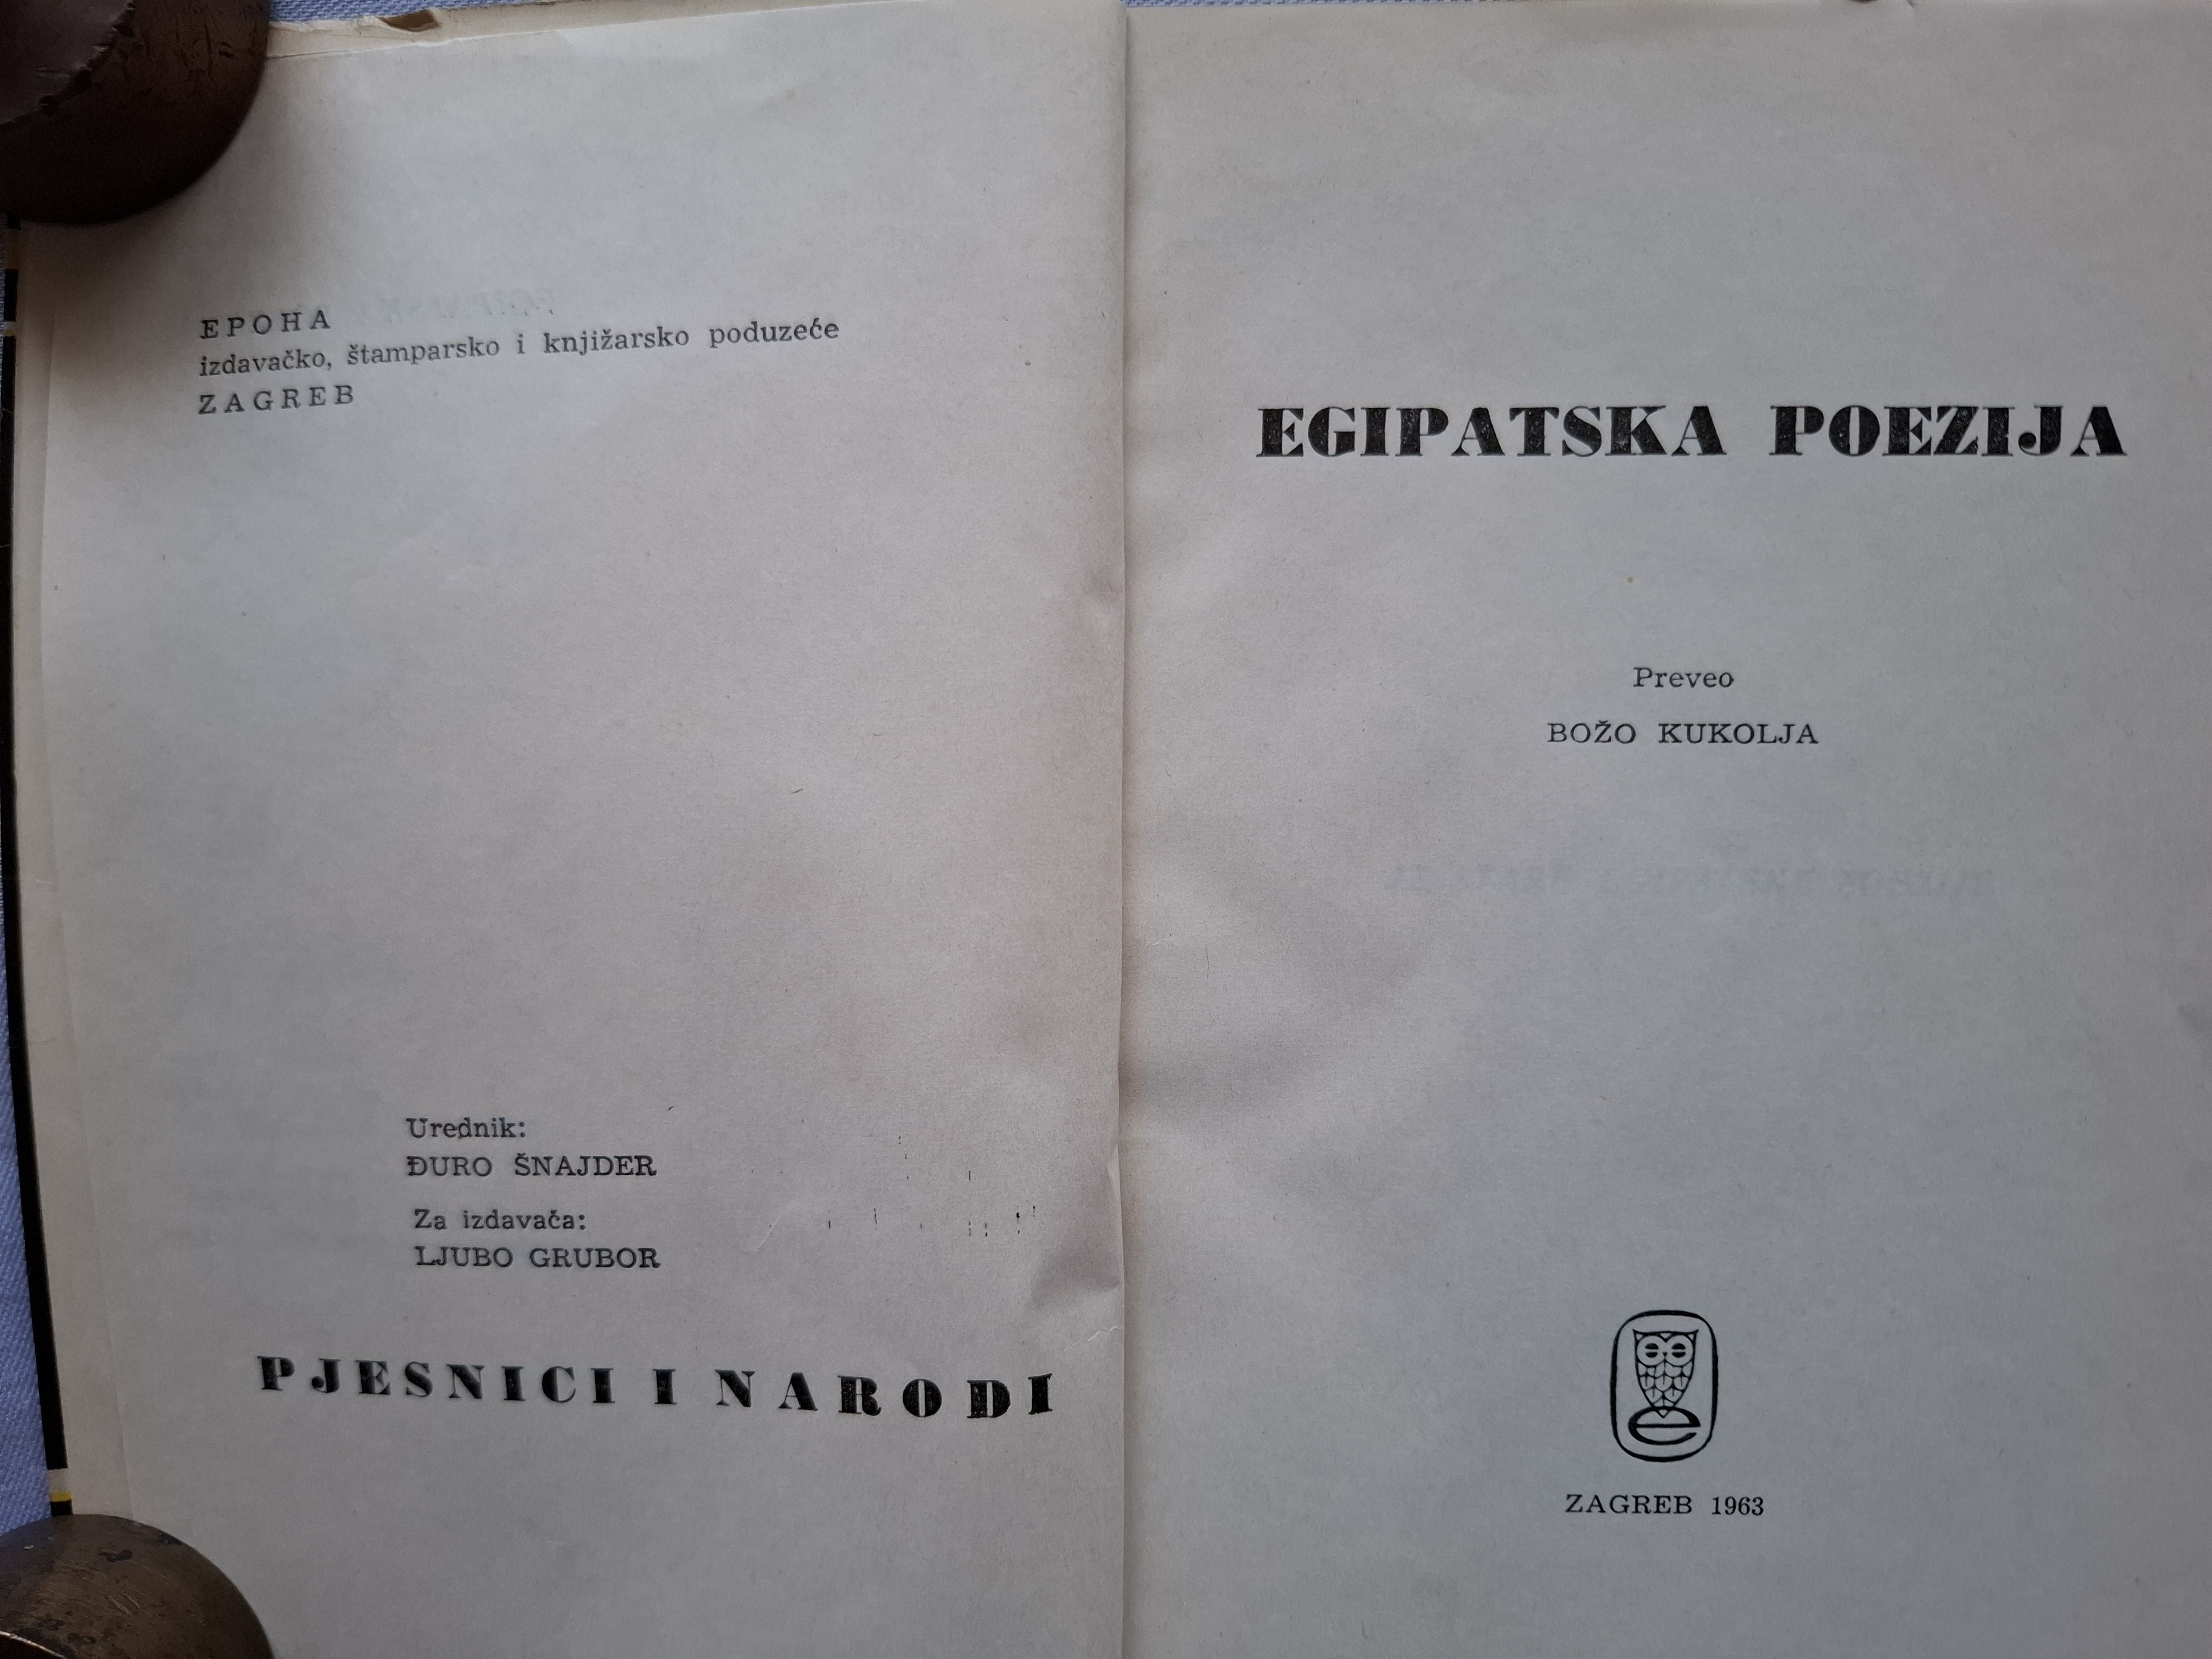 EPOHA
izdavačko, štamparsko i knjižarsko poduzeće
ZAGREB
Urednik:
ĐURO ŠNAJDER
Za izdavača:
LJUBO GRUBOR
PJESNICI I NARODI
EGIPATSKA POEZIJA
Preveo
BOŽO KUKOLJA
ZAGREB 1963